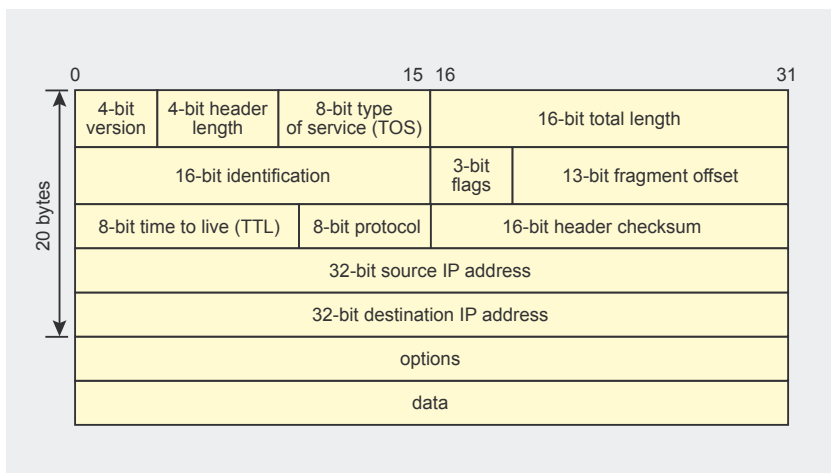 0 15 16 31
4-bit version 4-bit header length 8-bit type of service (TOS) 16-bit total length
16-bit identification 3-bit flags 13-bit fragment offset
8-bit time to live (TTL) 8-bit protocol 16-bit header checksum
32-bit source IP address
32-bit destination IP address
options
data
20 bytes